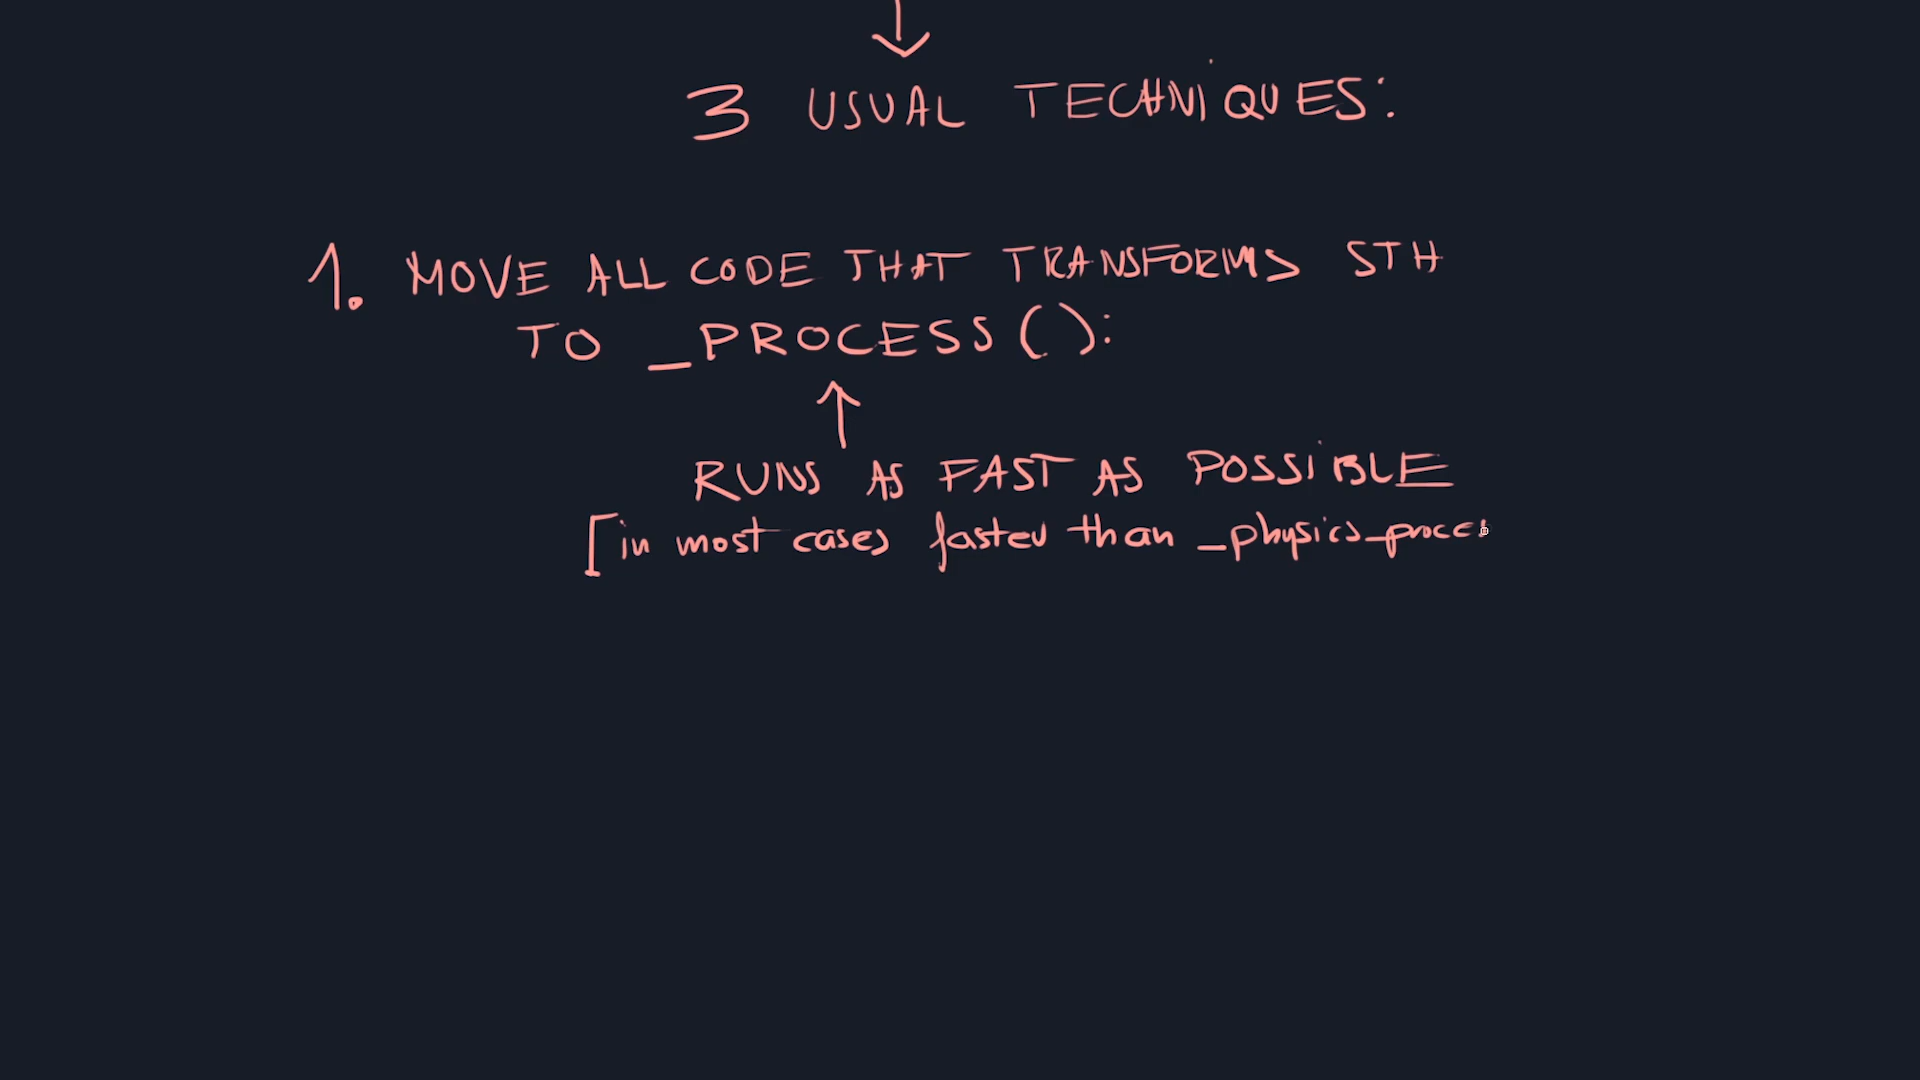 3 USUAL TECHNIQUES:
1. MOVE ALL CODE THAT TRANSFORMS STH
TO _PROCESS():
RUNS AS FAST AS POSSIBLE
[in most cases faster than _physics_proces